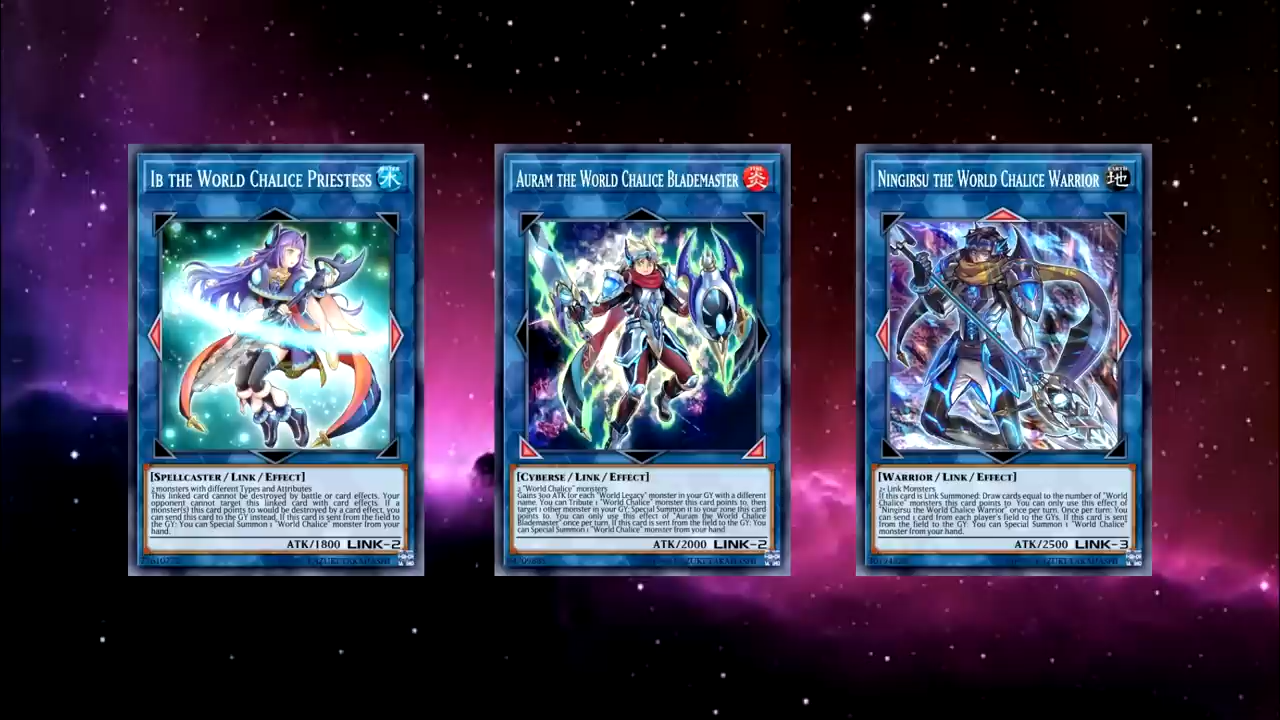 IB THE WORLD CHALICE PRIESTESS
WATER
水
[SPELLCASTER / LINK / EFFECT]
2 monsters with different Types and Attributes
This linked card cannot be destroyed by battle or card effects. Your
opponent cannot target this linked card with card effects. If a
monster(s) this card points to would be destroyed by a card effect, you
can send this card to the GY instead. If this card is sent from the field to
the GY: You can Special Summon 1 "World Chalice" monster from your
hand.
ATK/1800 LINK-2
KAZUKI TAKAHASHI
AURAM THE WORLD CHALICE BLADEMASTER
炎
[CYBERSE / LINK / EFFECT]
2 "World Chalice" monsters
Gains 300 ATK for each "World Legacy" monster in your GY with a different
name. You can Tribute 1 "World Chalice" monster this card points to, then
target 1 other monster in your GY; Special Summon it to your zone this card
points to. You can only use this effect of "Auram the World Chalice
Blademaster" once per turn. If this card is sent from the field to the GY: You
can Special Summon 1 "World Chalice" monster from your hand
ATK/2000 LINK-2
NINGIRSU THE WORLD CHALICE WARRIOR
EARTH
地
[WARRIOR / LINK / EFFECT]
2+ Link Monsters
If this card is Link Summoned: Draw cards equal to the number of "World
Chalice" monsters this card points to. You can only use this effect of
"Ningirsu the World Chalice Warrior" once per turn. Once per turn: You
can send 1 card from each player's field to the GYs. If this card is sent
from the field to the GY: You can Special Summon 1 "World Chalice"
monster from your hand.
ATK/2500 LINK-3
KAZUKI TAKAHASHI